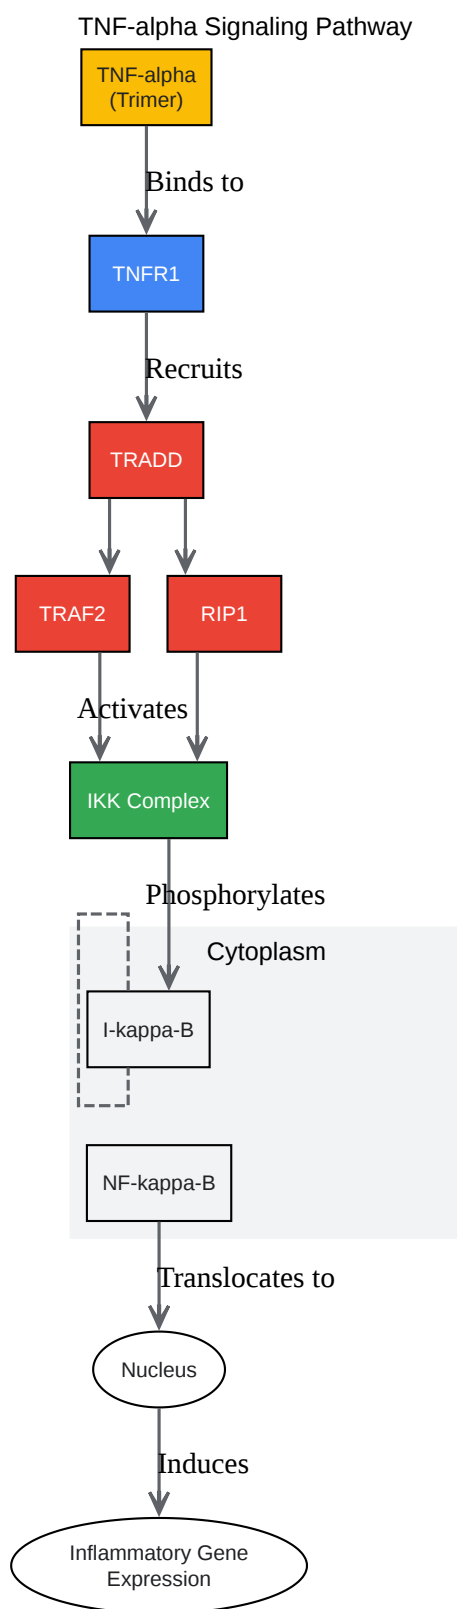 TNF-alpha Signaling Pathway
TNF-alpha
(Trimer)
Binds to
TNFR1
Recruits
TRADD
TRAF2
RIP1
Activates
IKK Complex
Phosphorylates
Cytoplasm
I-kappa-B
NF-kappa-B
Translocates to
Nucleus
Induces
Inflammatory Gene
Expression